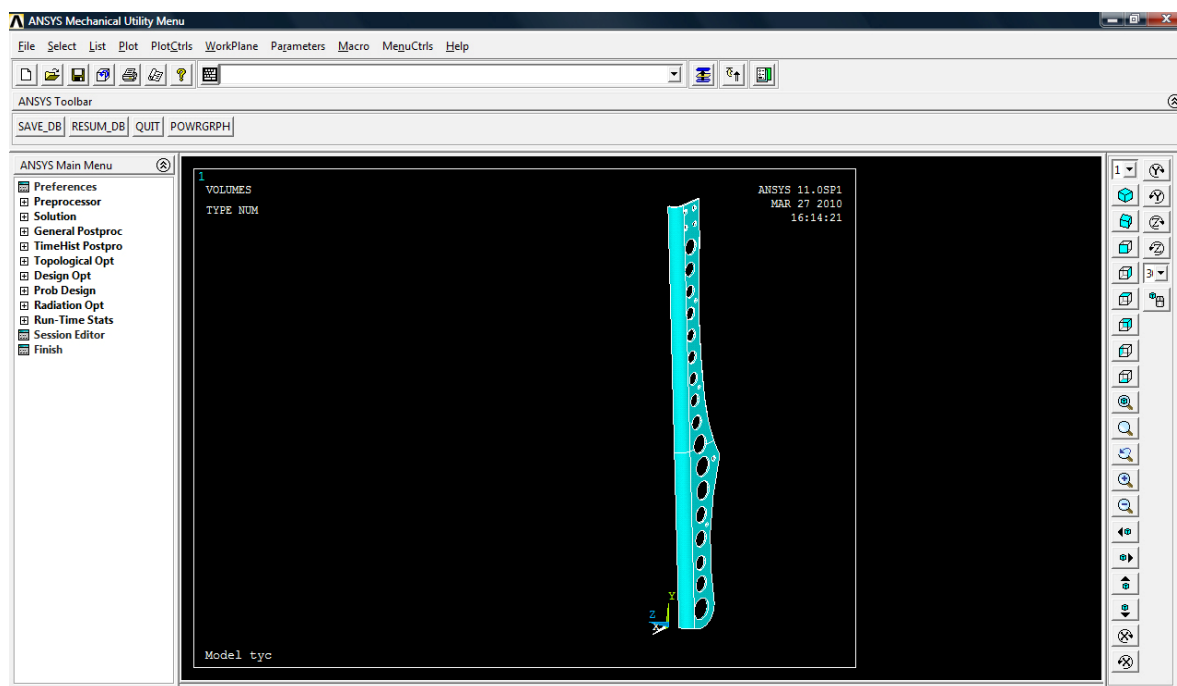 ANSYS Mechanical Utility Menu
File Select List Plot PlotCtrls WorkPlane Parameters Macro MenuCtrls Help
ANSYS Toolbar
SAVE_DB RESUM_DB QUIT POWRGRPH
ANSYS Main Menu
Preferences
Preprocessor
Solution
General Postproc
TimeHist Postpro
Topological Opt
Design Opt
Prob Design
Radiation Opt
Run-Time Stats
Session Editor
Finish
1
VOLUMES
TYPE NUM
ANSYS 11.0SP1
MAR 27 2010
16:14:21
Y
Z
X
Model tyc
1